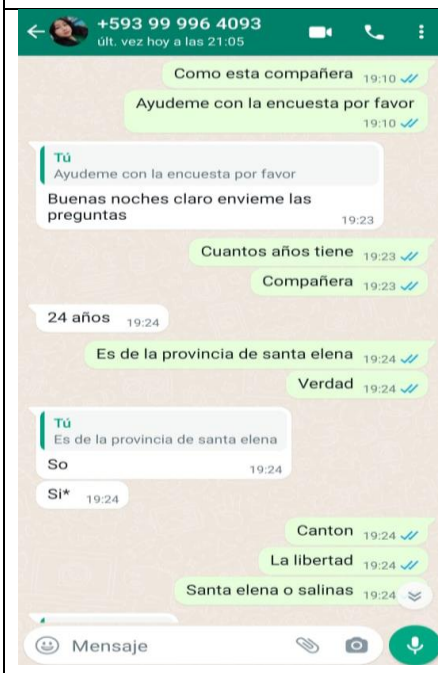 +593 99 996 4093
últ. vez hoy a las 21:05
Como esta compañera 19:10
Ayudeme con la encuesta por favor
19:10
Tú
Ayudeme con la encuesta por favor
Buenas noches claro envieme las
preguntas 19:23
Cuantos años tiene 19:23
Compañera 19:23
24 años 19:24
Es de la provincia de santa elena 19:24
Verdad 19:24
Tú
Es de la provincia de santa elena
So 19:24
Si* 19:24
Canton 19:24
La libertad 19:24
Santa elena o salinas 19:24
Mensaje